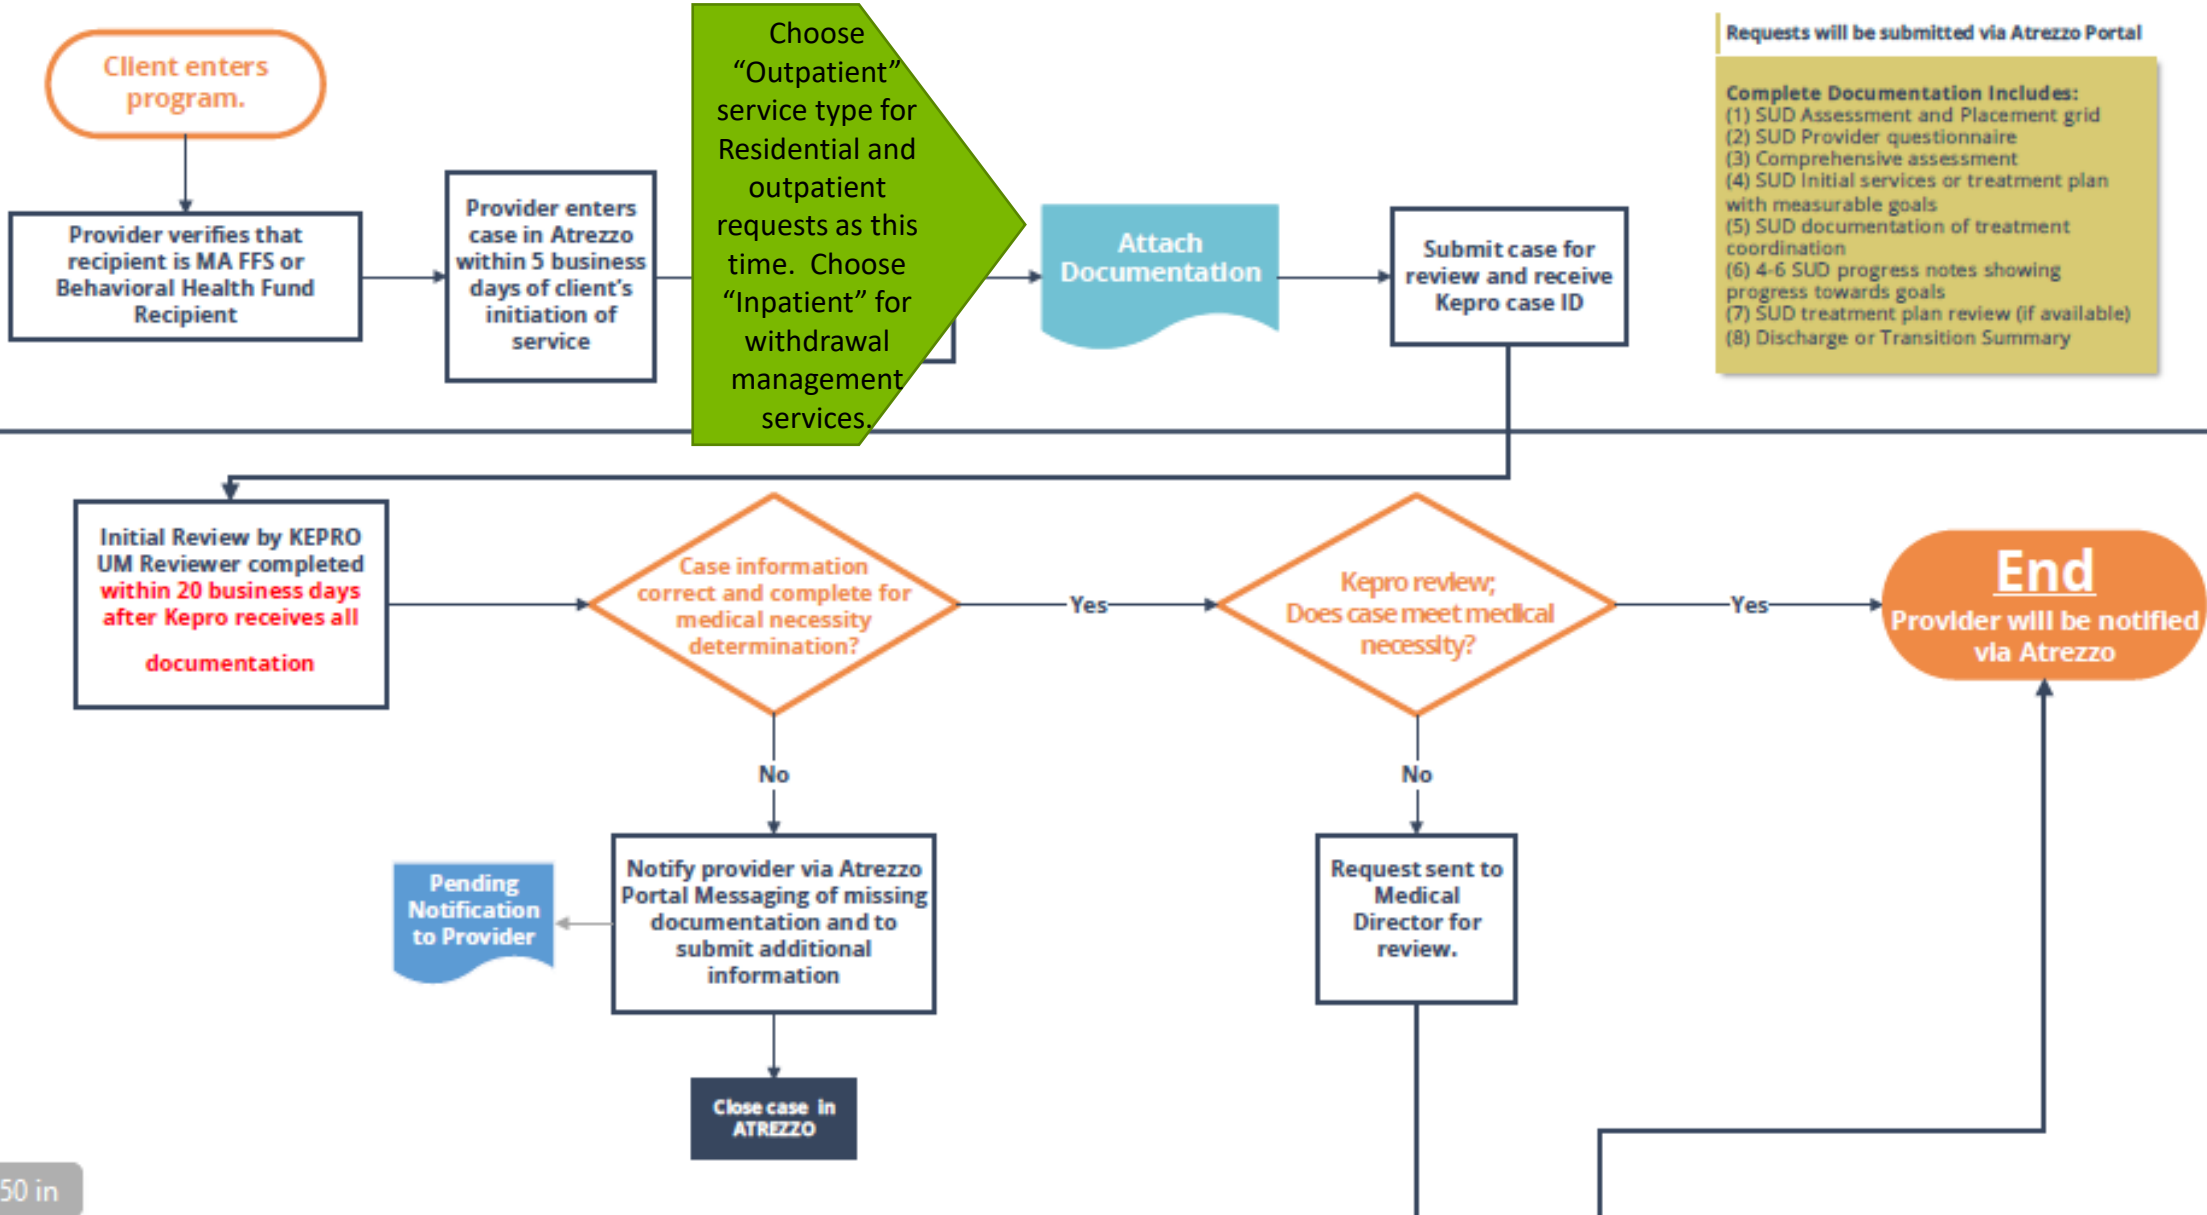 Client enters
program.
Provider verifies that
recipient is MA FFS or
Behavioral Health Fund
Recipient
Provider enters
case in Atrezzo
within 5 business
days of client's
initiation of
service
Choose
“Outpatient”
service type for
Residential and
outpatient
requests as this
time.  Choose
“Inpatient” for
withdrawal
management
services.
Attach
Documentation
Submit case for
review and receive
Kepro case ID
Requests will be submitted via Atrezzo Portal
Complete Documentation Includes:
(1) SUD Assessment and Placement grid
(2) SUD Provider questionnaire
(3) Comprehensive assessment
(4) SUD Initial services or treatment plan
with measurable goals
(5) SUD documentation of treatment
coordination
(6) 4-6 SUD progress notes showing
progress towards goals
(7) SUD treatment plan review (if available)
(8) Discharge or Transition Summary
Initial Review by KEPRO
UM Reviewer completed
within 20 business days
after Kepro receives all
documentation
Case information
correct and complete for
medical necessity
determination?
Yes
Kepro review;
Does case meet medical
necessity?
Yes
End
Provider will be notified
via Atrezzo
No
No
Notify provider via Atrezzo
Portal Messaging of missing
documentation and to
submit additional
information
Pending
Notification
to Provider
Request sent to
Medical
Director for
review.
Close case in
ATREZZO
50 in